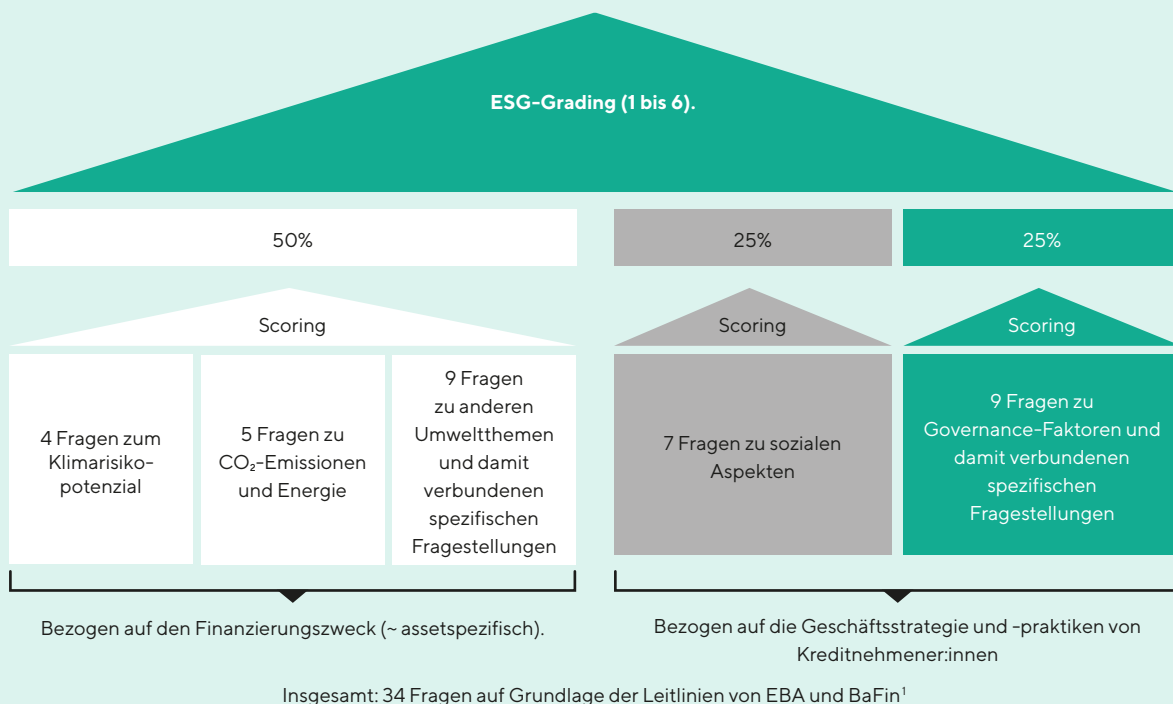 ESG-Grading (1 bis 6).
50%
25%
25%
Scoring
Scoring
Scoring
4 Fragen zum
Klimarisiko-
potenzial
5 Fragen zu
CO₂-Emissionen
und Energie
9 Fragen
zu anderen
Umweltthemen
und damit
verbundenen
spezifischen
Fragestellungen
7 Fragen zu sozialen
Aspekten
9 Fragen zu
Governance-Faktoren und
damit verbundenen
spezifischen
Fragestellungen
Bezogen auf den Finanzierungszweck (~ assetspezifisch).
Bezogen auf die Geschäftsstrategie und -praktiken von
Kreditnehmener:innen
Insgesamt: 34 Fragen auf Grundlage der Leitlinien von EBA und BaFin¹